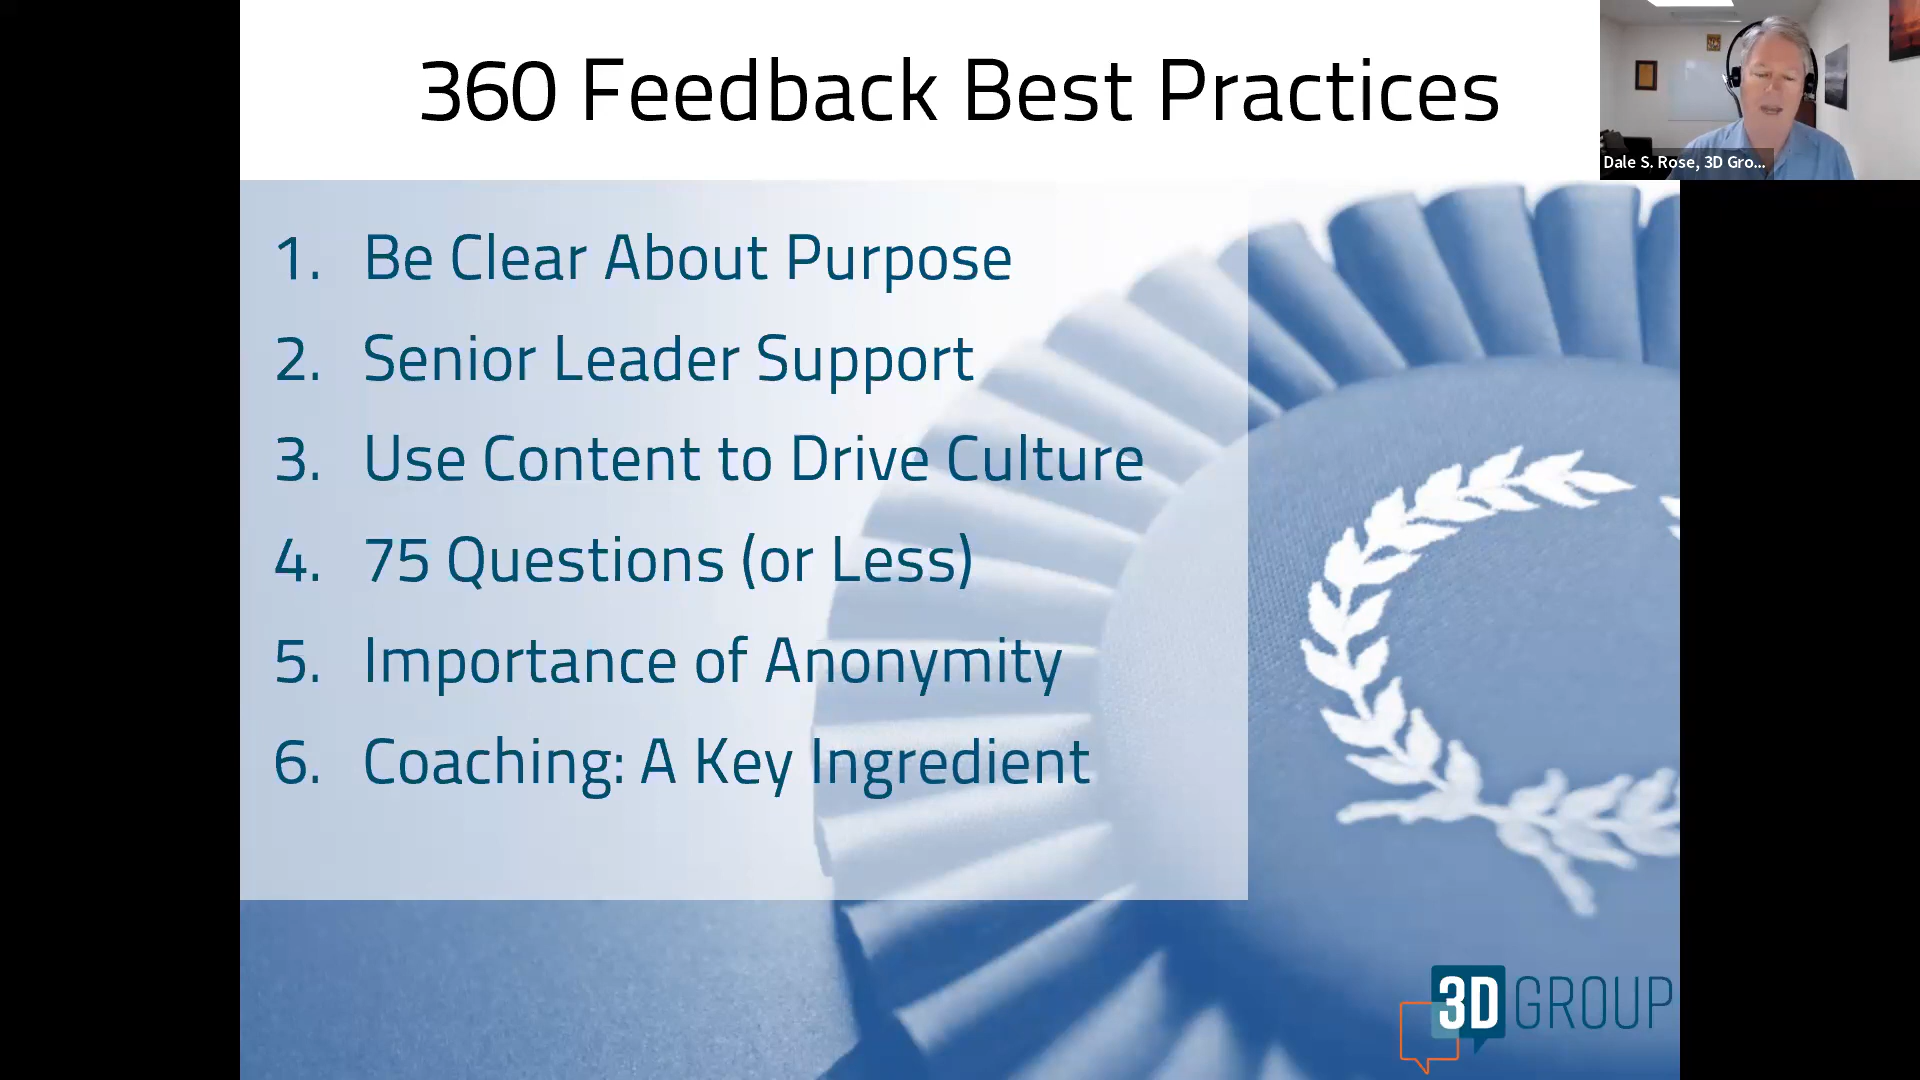 360 Feedback Best Practices
Dale S. Rose, 3D Gro...
1. Be Clear About Purpose
2. Senior Leader Support
3. Use Content to Drive Culture
4. 75 Questions (or Less)
5. Importance of Anonymity
6. Coaching: A Key Ingredient
3D GROUP